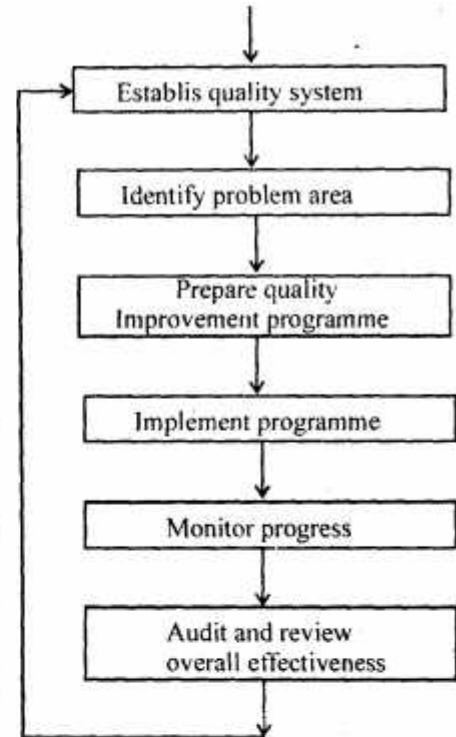 Establis quality system
Identify problem area
Prepare quality
Improvement programme
Implement programme
Monitor progress
Audit and review
overall effectiveness